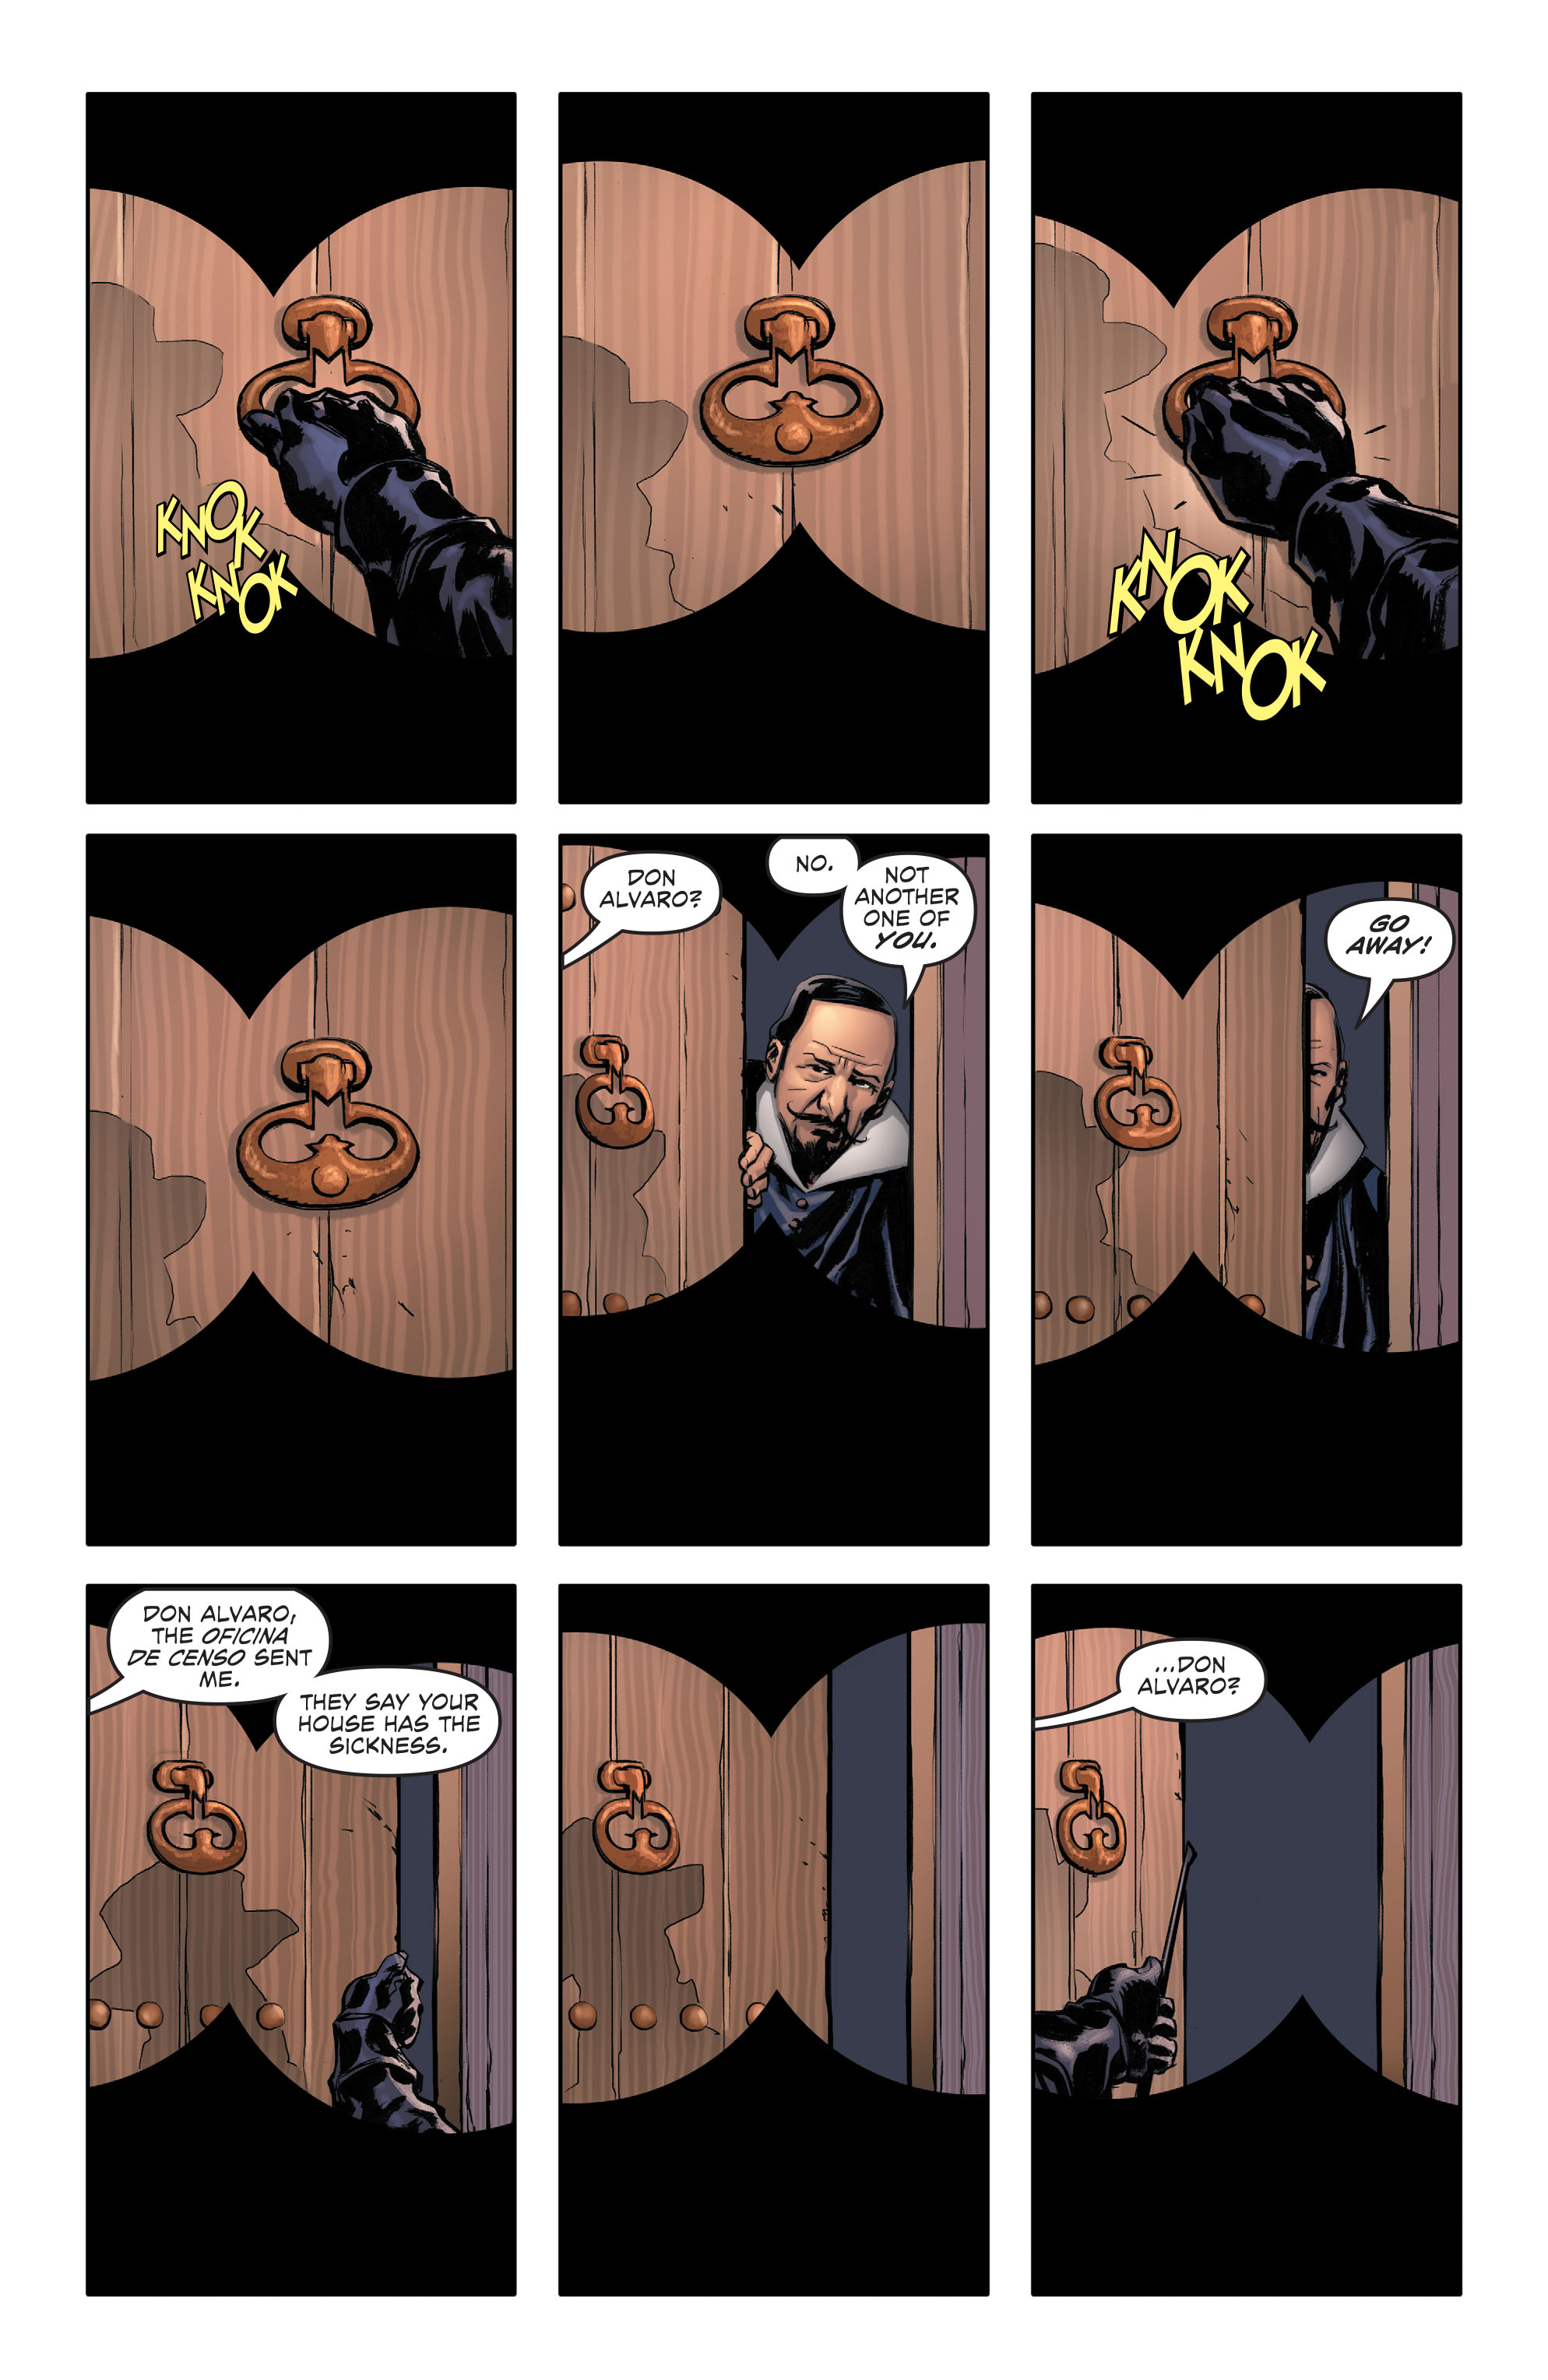 KNOK
KNOK
KNOK
KNOK
DON
ALVARO?
NO.
NOT
ANOTHER
ONE OF
YOU.
GO
AWAY!
DON ALVARO,
THE OFICINA
DE CENSO SENT
ME.
THEY SAY YOUR
HOUSE HAS THE
SICKNESS.
...DON
ALVARO?